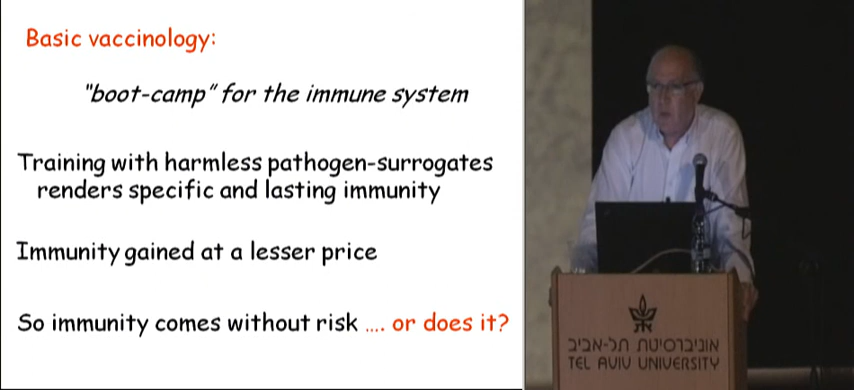 Basic vaccinology:
"boot-camp" for the immune system
Training with harmless pathogen-surrogates
renders specific and lasting immunity
Immunity gained at a lesser price
So immunity comes without risk .... or does it?
אוניברסיטת תל-אביב
TEL AVIV UNIVERSITY